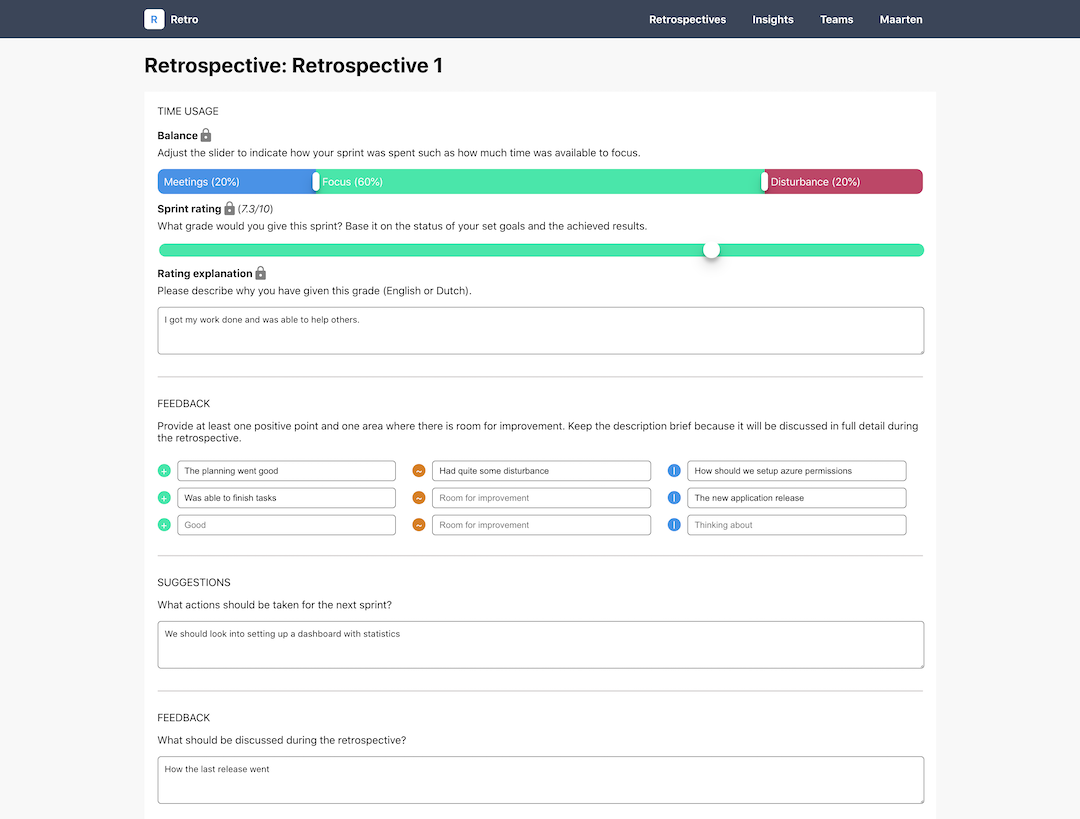 R Retro Retrospectives Insights Teams Maarten
Retrospective: Retrospective 1
TIME USAGE
Balance
Adjust the slider to indicate how your sprint was spent such as how much time was available to focus.
Meetings (20%) Focus (60%) Disturbance (20%)
Sprint rating (7.3/10)
What grade would you give this sprint? Base it on the status of your set goals and the achieved results.
Rating explanation
Please describe why you have given this grade (English or Dutch).
I got my work done and was able to help others.
FEEDBACK
Provide at least one positive point and one area where there is room for improvement. Keep the description brief because it will be discussed in full detail during
the retrospective.
+ The planning went good ~ Had quite some disturbance | How should we setup azure permissions
+ Was able to finish tasks ~ Room for improvement | The new application release
+ Good ~ Room for improvement | Thinking about
SUGGESTIONS
What actions should be taken for the next sprint?
We should look into setting up a dashboard with statistics
FEEDBACK
What should be discussed during the retrospective?
How the last release went